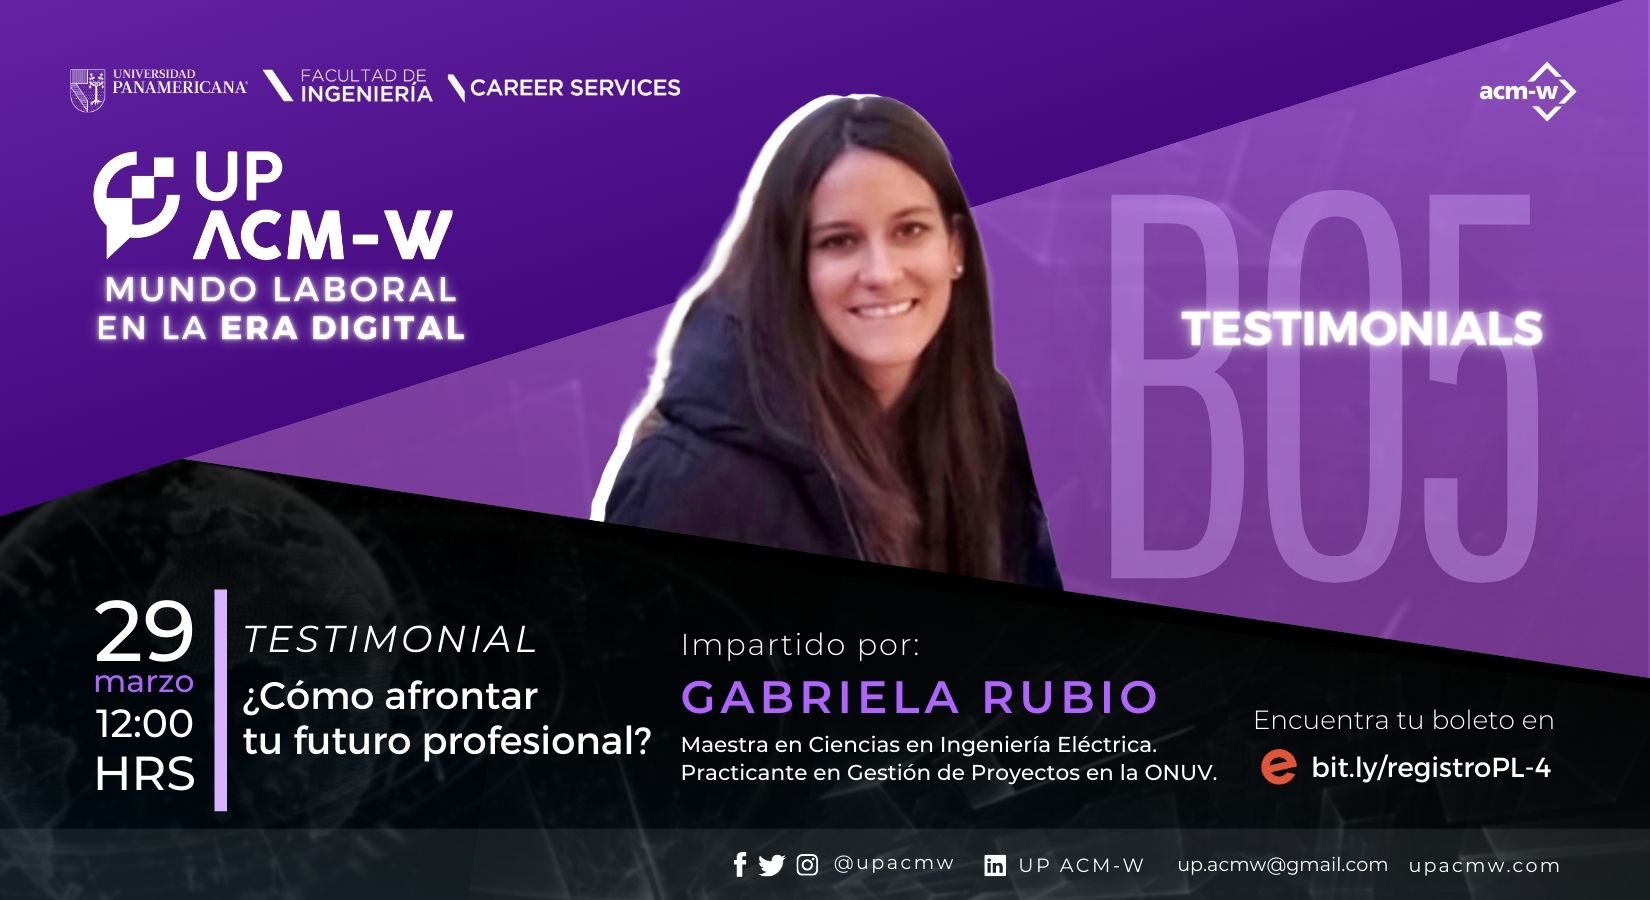 UNIVERSIDAD
PANAMERICANA®
FACULTAD DE
INGENIERÍA
CAREER SERVICES
acm-w
UP
ACM-W
MUNDO LABORAL
EN LA ERA DIGITAL
B05
TESTIMONIALS
29
marzo
12:00
HRS
TESTIMONIAL
¿Cómo afrontar
tu futuro profesional?
Impartido por:
GABRIELA RUBIO
Maestra en Ciencias en Ingeniería Eléctrica.
Practicante en Gestión de Proyectos en la ONUV.
Encuentra tu boleto en
e bit.ly/registroPL-4
f @upacmw in UP ACM-W up.acmw@gmail.com upacmw.com